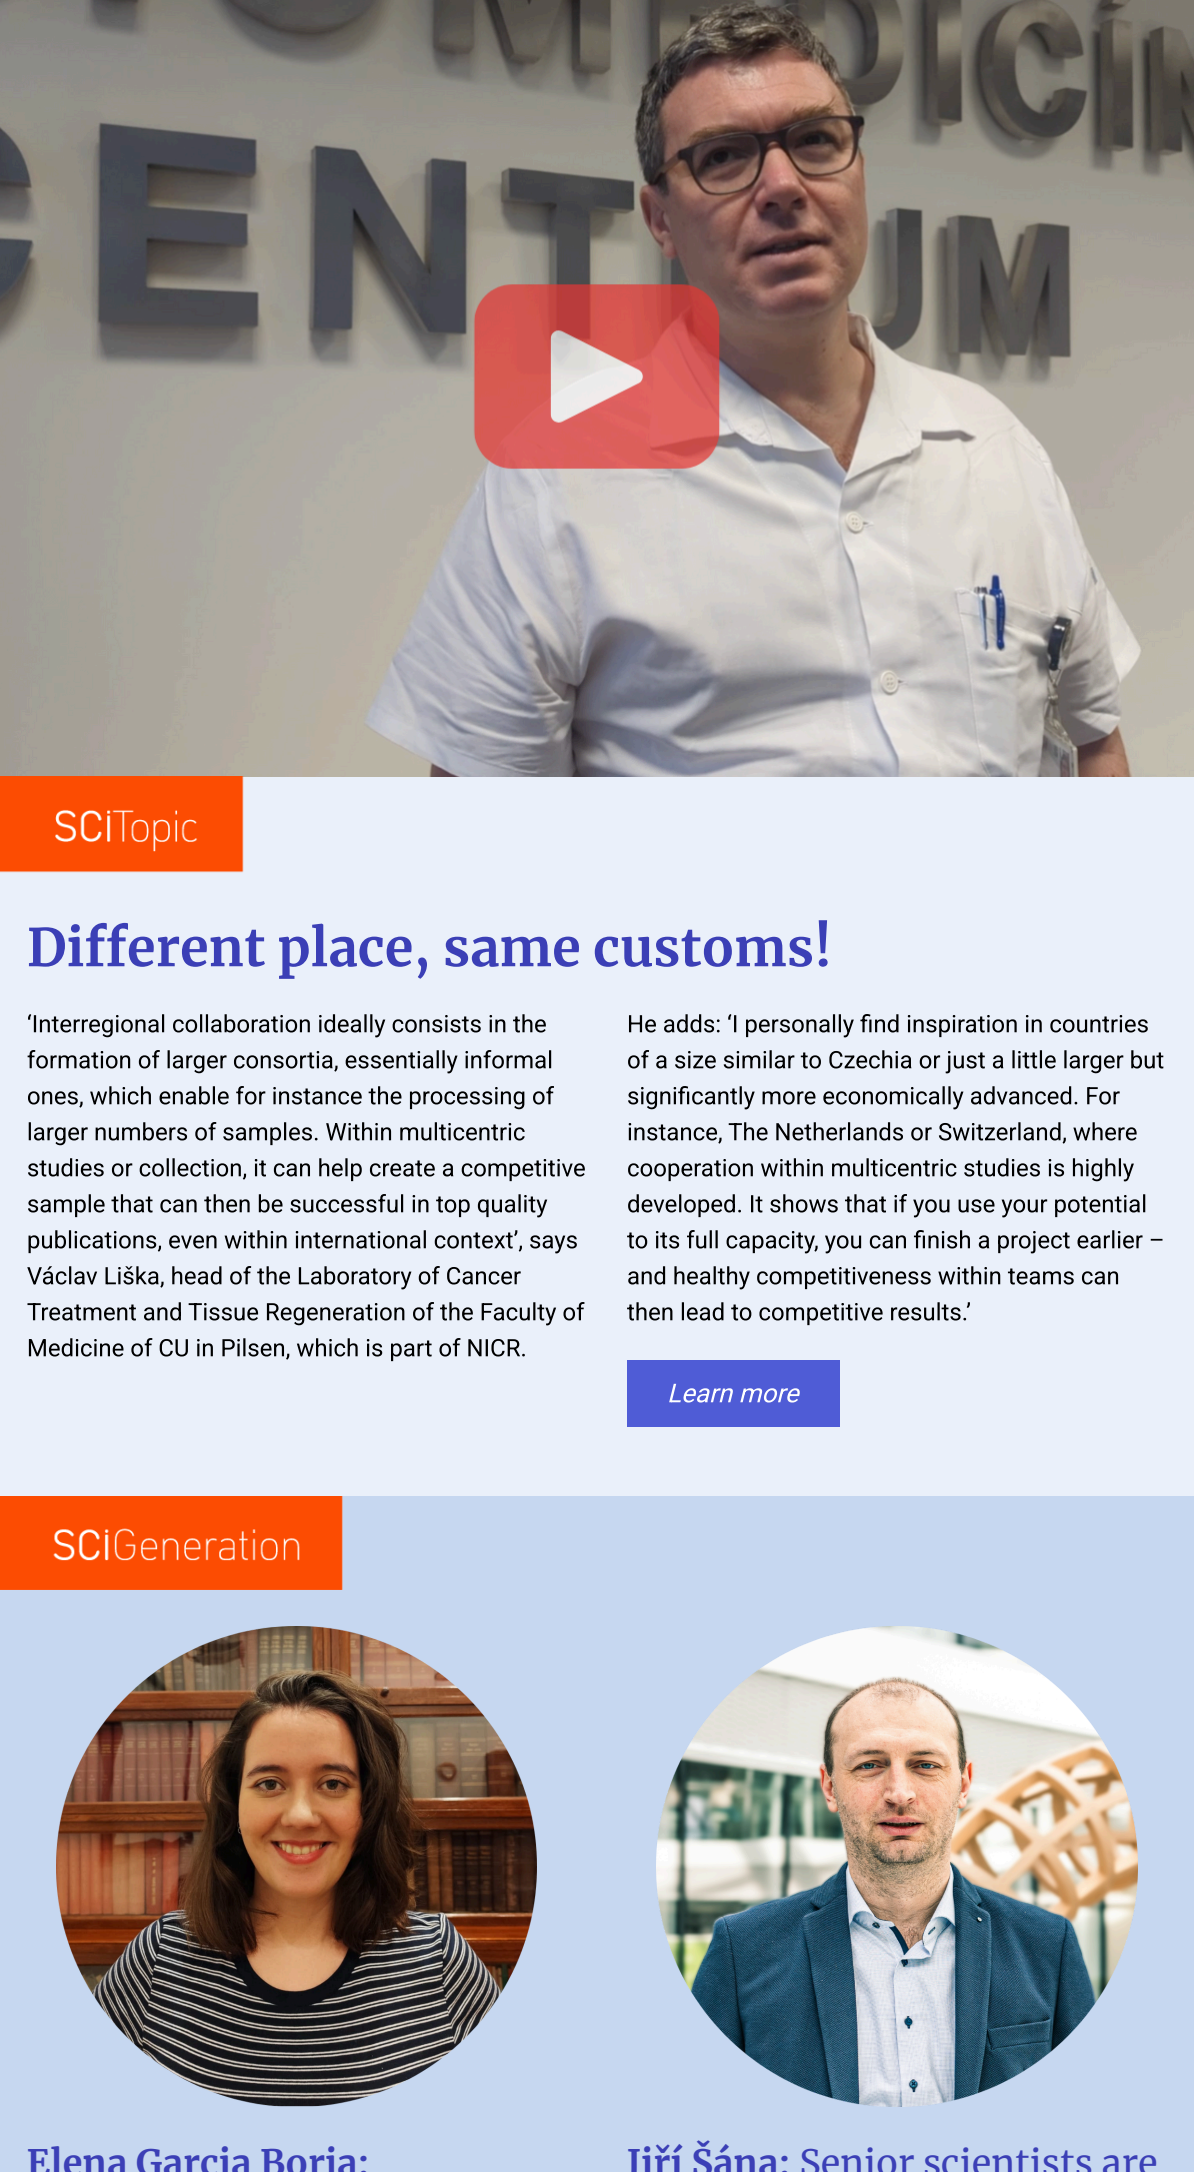 MEDICÍN
CENTRUM
SCiTopic
Different place, same customs!
‘Interregional collaboration ideally consists in the
formation of larger consortia, essentially informal
ones, which enable for instance the processing of
larger numbers of samples. Within multicentric
studies or collection, it can help create a competitive
sample that can then be successful in top quality
publications, even within international context’, says
Václav Liška, head of the Laboratory of Cancer
Treatment and Tissue Regeneration of the Faculty of
Medicine of CU in Pilsen, which is part of NICR.
He adds: ‘I personally find inspiration in countries
of a size similar to Czechia or just a little larger but
significantly more economically advanced. For
instance, The Netherlands or Switzerland, where
cooperation within multicentric studies is highly
developed. It shows that if you use your potential
to its full capacity, you can finish a project earlier –
and healthy competitiveness within teams can
then lead to competitive results.’
Learn more
SCiGeneration
Elena Garcia Boria:
Jiří Šána: Senior scientists are